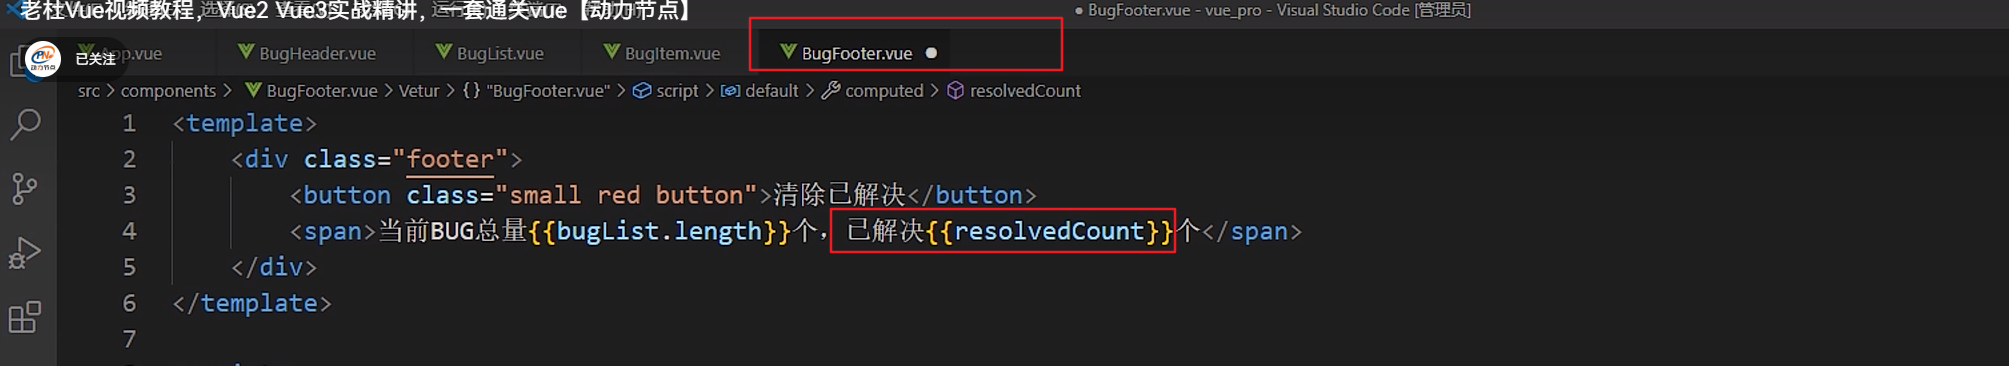 老杜Vue视频教程，Vue2 Vue3实战精讲，一套通关vue【动力节点】
● BugFooter.vue - vue_pro - Visual Studio Code [管理员]
动力节点 已关注 App.vue BugHeader.vue BugList.vue BugItem.vue BugFooter.vue ●
src > components > BugFooter.vue > Vetur > {} "BugFooter.vue" > script > default > computed > resolvedCount
1 <template>
2 <div class="footer">
3 <button class="small red button">清除已解决</button>
4 <span>当前BUG总量{{bugList.length}}个，已解决{{resolvedCount}}个</span>
5 </div>
6 </template>
7